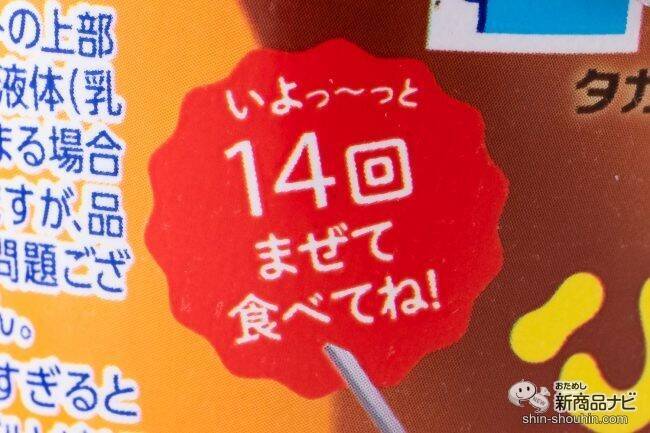 の上部
液体(乳
まる場合
すが、品
問題ござ
ん。
すぎると
いよっ〜っと
14回
まぜて
食べてね!
タカ
おためし
新商品ナビ
shin-shouhin.com
NEW